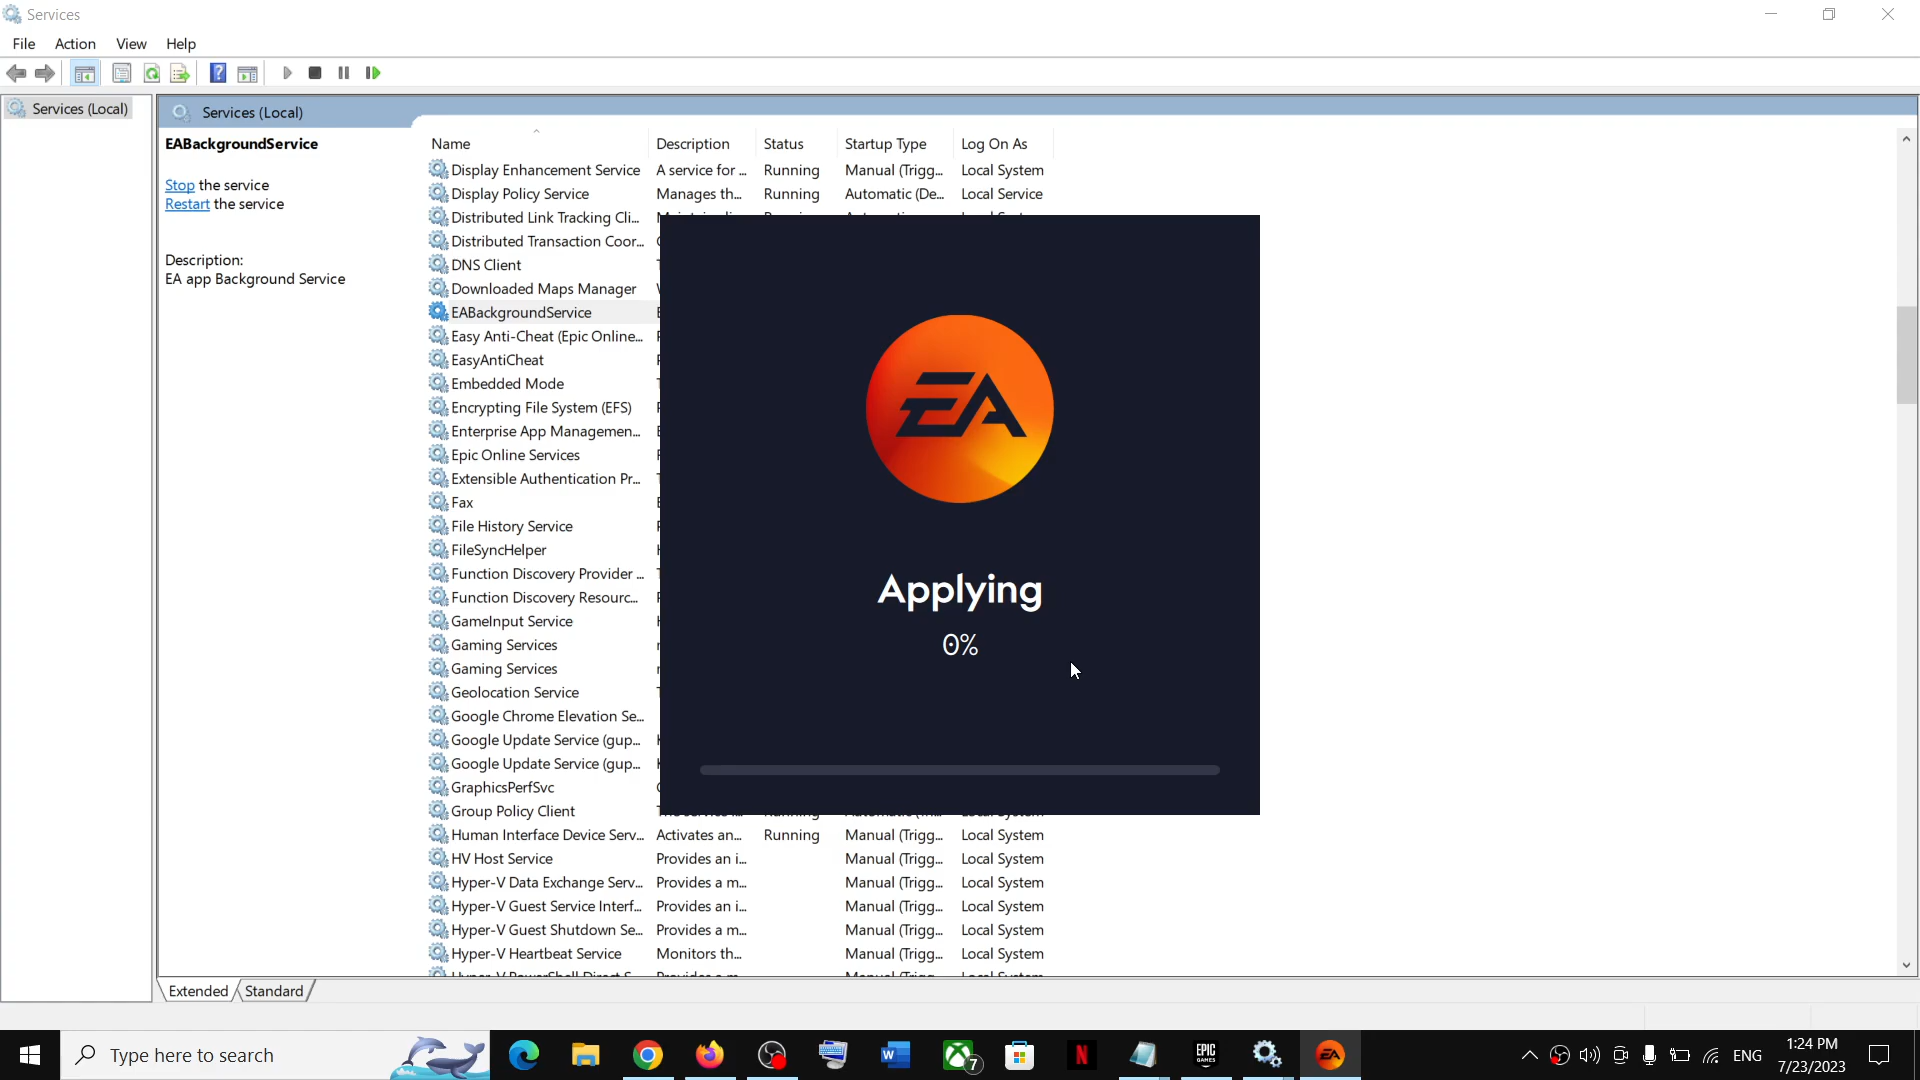 Services
File Action View Help
Services (Local)
Services (Local)
EABackgroundService
Stop the service
Restart the service
Description:
EA app Background Service
Name Description Status Startup Type Log On As
Display Enhancement Service A service for ... Running Manual (Trigg... Local System
Display Policy Service Manages th... Running Automatic (De... Local Service
Distributed Link Tracking Cli...
Distributed Transaction Coor...
DNS Client
Downloaded Maps Manager
EABackgroundService
Easy Anti-Cheat (Epic Online...
EasyAntiCheat
Embedded Mode
Encrypting File System (EFS)
Enterprise App Managemen...
Epic Online Services
Extensible Authentication Pr...
Fax
File History Service
FileSyncHelper
Function Discovery Provider ...
Function Discovery Resourc...
GameInput Service
Gaming Services
Gaming Services
Geolocation Service
Google Chrome Elevation Se...
Google Update Service (gup...
Google Update Service (gup...
GraphicsPerfSvc
Group Policy Client
Human Interface Device Serv... Activates an... Running Manual (Trigg... Local System
HV Host Service Provides an i... Manual (Trigg... Local System
Hyper-V Data Exchange Serv... Provides a m... Manual (Trigg... Local System
Hyper-V Guest Service Interf... Provides an i... Manual (Trigg... Local System
Hyper-V Guest Shutdown Se... Provides a m... Manual (Trigg... Local System
Hyper-V Heartbeat Service Monitors th... Manual (Trigg... Local System
EA
Applying
0%
Extended Standard
Type here to search
7
EPIC GAMES
EA
ENG
1:24 PM
7/23/2023